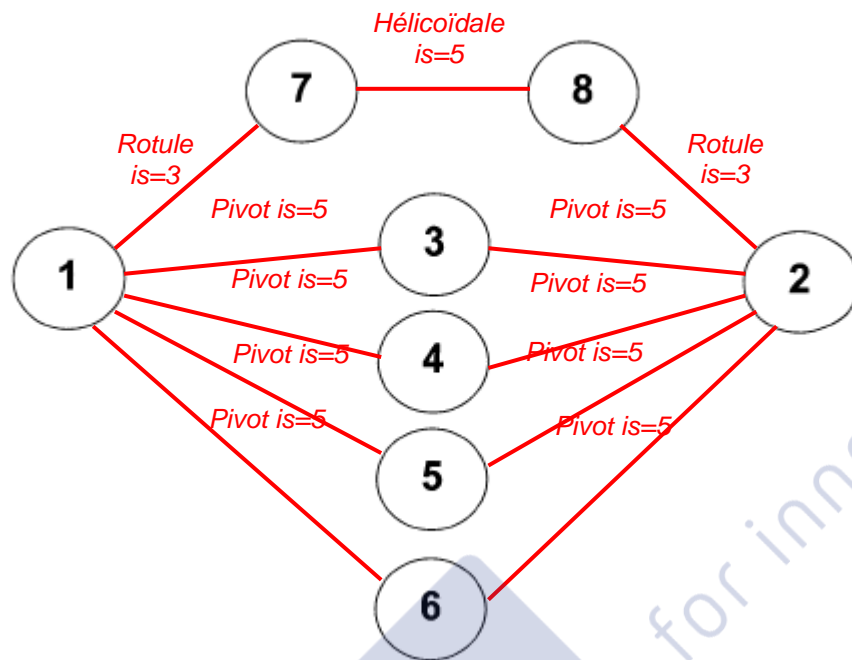 Hélicoïdale
is=5
7
8
Rotule
is=3
Rotule
is=3
Pivot is=5
Pivot is=5
3
1
Pivot is=5
Pivot is=5
2
4
Pivot is=5
Pivot is=5
Pivot is=5
Pivot is=5
5
6
for inno